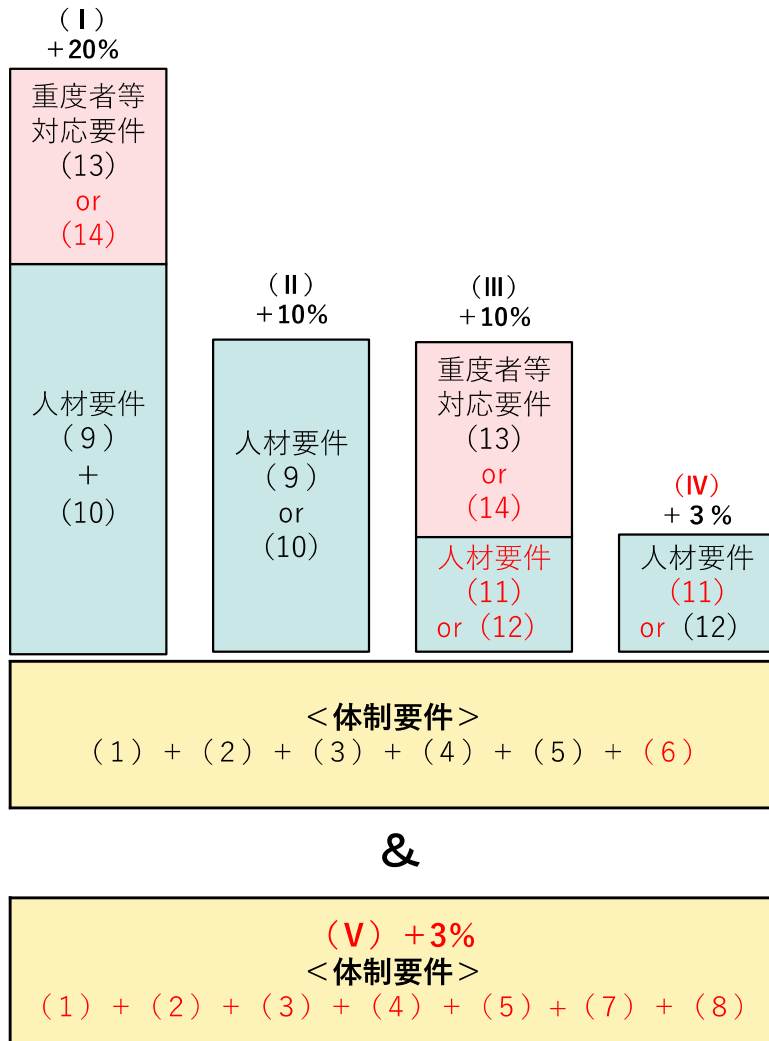 （Ⅰ）
+20%
重度者等
対応要件
(13)
or
(14)
人材要件
（９）
＋
(10)
（Ⅱ）
+10%
人材要件
（９）
or
(10)
（Ⅲ）
+10%
重度者等
対応要件
(13)
or
(14)
人材要件
(11)
or（12）
（Ⅳ）
+３%
人材要件
(11)
or（12）
＜体制要件＞
（1）+（2）+（3）+（4）+（5）+（6）
&
（Ⅴ）+3%
＜体制要件＞
（1）+（2）+（3）+（4）+（5）+（7）+（8）